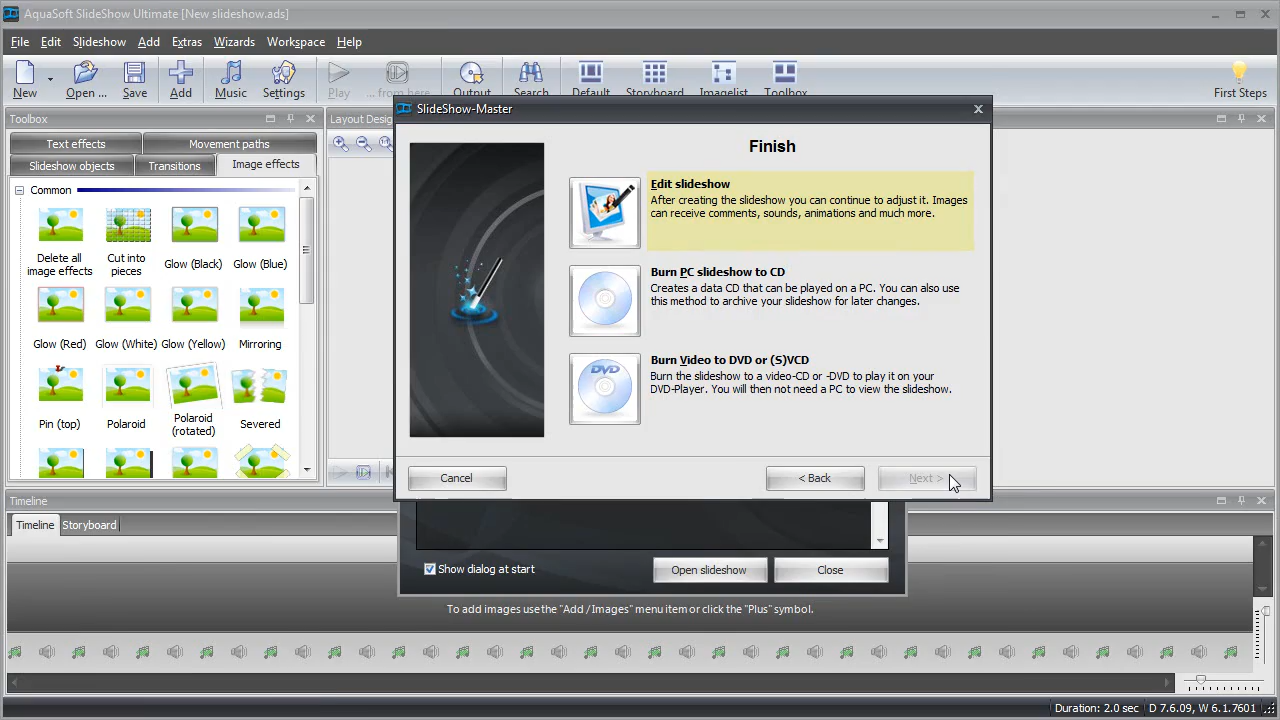 AquaSoft SlideShow Ultimate [New slideshow.ads]
File Edit Slideshow Add Extras Wizards Workspace Help
New Open ... Save Add Music Settings Play ... from here Output Search Default Storyboard Imagelist Toolbox First Steps
Toolbox
Layout Desig
Text effects Movement paths
Slideshow objects Transitions Image effects
Common
Delete all image effects
Cut into pieces
Glow (Black)
Glow (Blue)
Glow (Red)
Glow (White)
Glow (Yellow)
Mirroring
Pin (top)
Polaroid
Polaroid (rotated)
Severed
SlideShow-Master
Finish
Edit slideshow
After creating the slideshow you can continue to adjust it. Images
can receive comments, sounds, animations and much more.
Burn PC slideshow to CD
Creates a data CD that can be played on a PC. You can also use
this method to archive your slideshow for later changes.
DVD
Burn Video to DVD or (S)VCD
Burn the slideshow to a video-CD or -DVD to play it on your
DVD-Player. You will then not need a PC to view the slideshow.
Cancel < Back Next >
Show dialog at start Open slideshow Close
Timeline
Timeline Storyboard
To add images use the "Add / Images" menu item or click the "Plus" symbol.
Duration: 2.0 sec D 7.6.09, W 6.1.7601